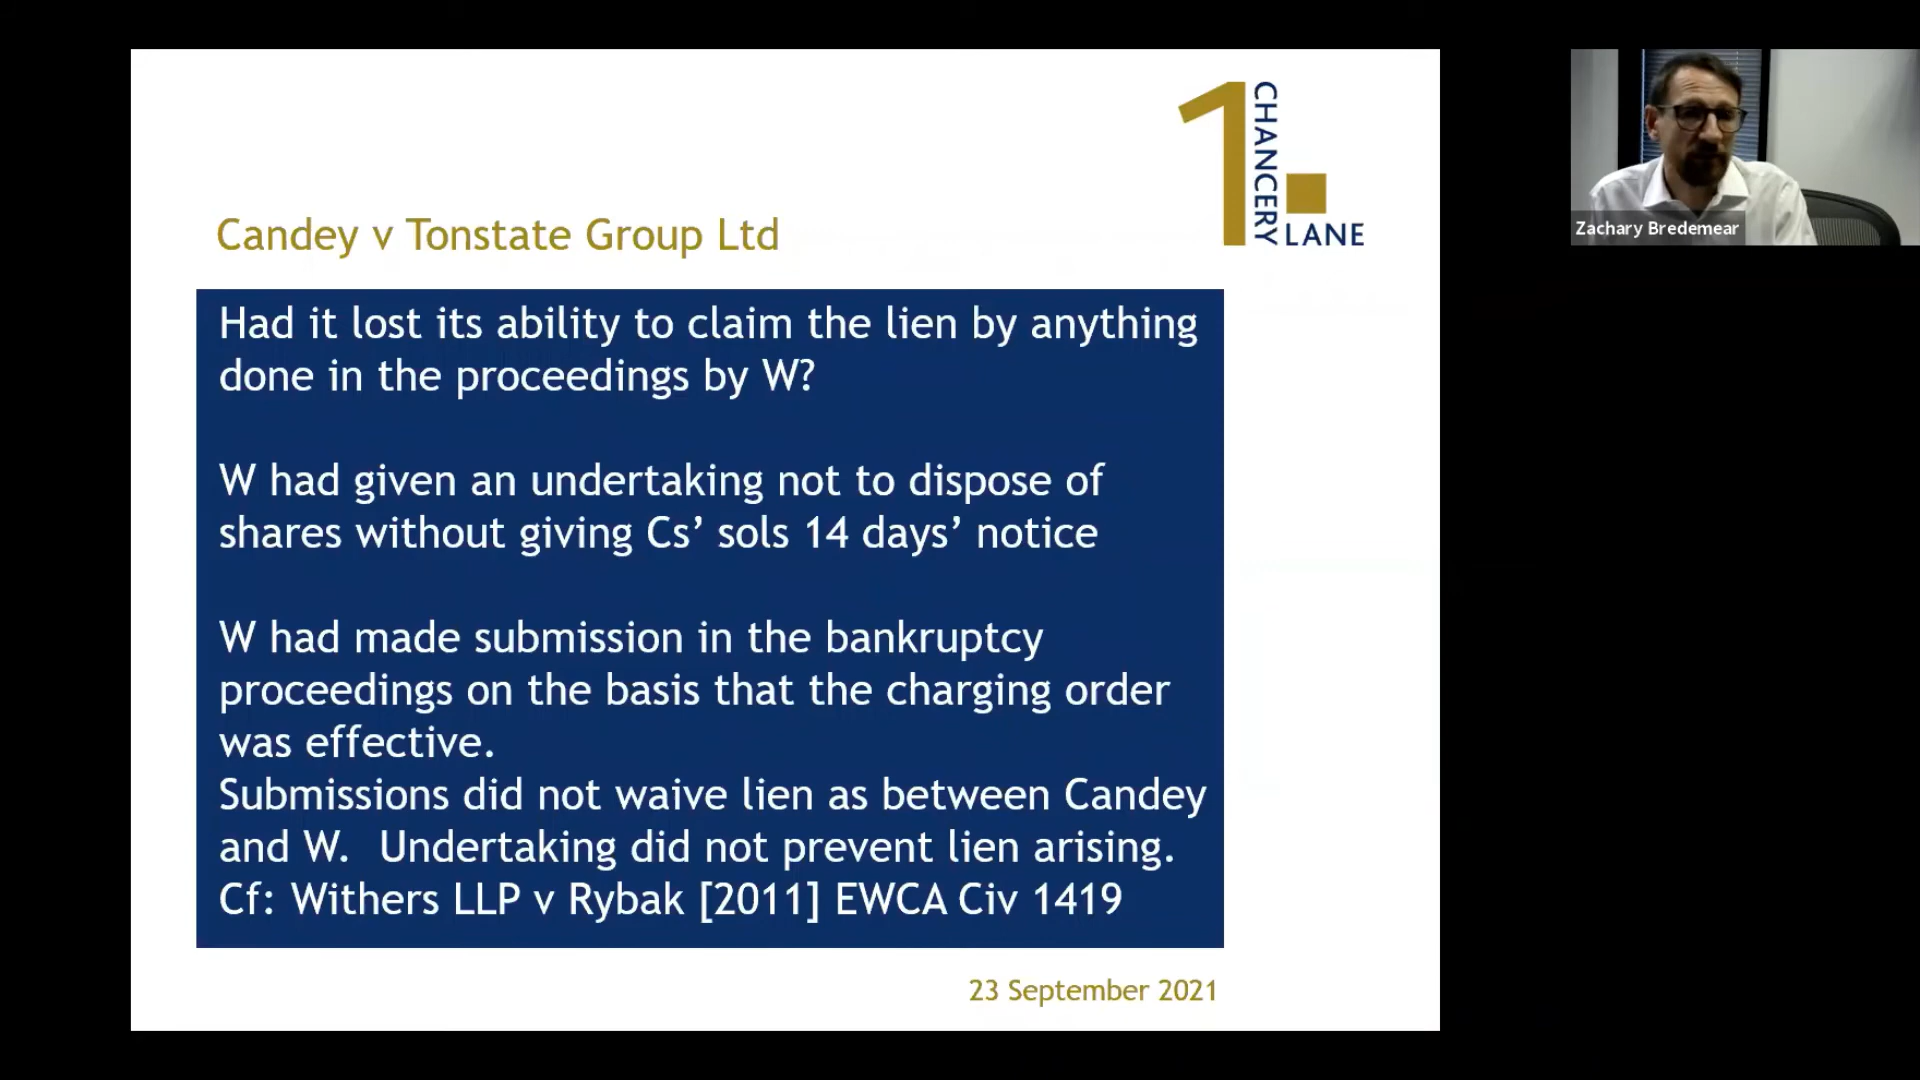 1
CHANCERY
LANE
Zachary Bredemear
Candey v Tonstate Group Ltd
Had it lost its ability to claim the lien by anything
done in the proceedings by W?
W had given an undertaking not to dispose of
shares without giving Cs’ sols 14 days’ notice
W had made submission in the bankruptcy
proceedings on the basis that the charging order
was effective.
Submissions did not waive lien as between Candey
and W.  Undertaking did not prevent lien arising.
Cf: Withers LLP v Rybak [2011] EWCA Civ 1419
23 September 2021